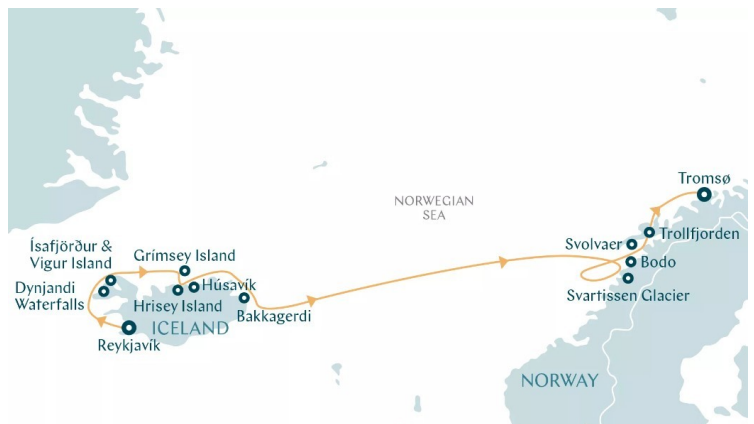 NORWEGIAN
SEA
Tromsø
Trollfjorden
Svolvaer
Bodo
Svartissen Glacier
Ísafjörður &
Vigur Island
Grímsey Island
Dynjandi
Waterfalls
Húsavík
Hrisey Island
Bakkagerdi
ICELAND
Reykjavík
NORWAY